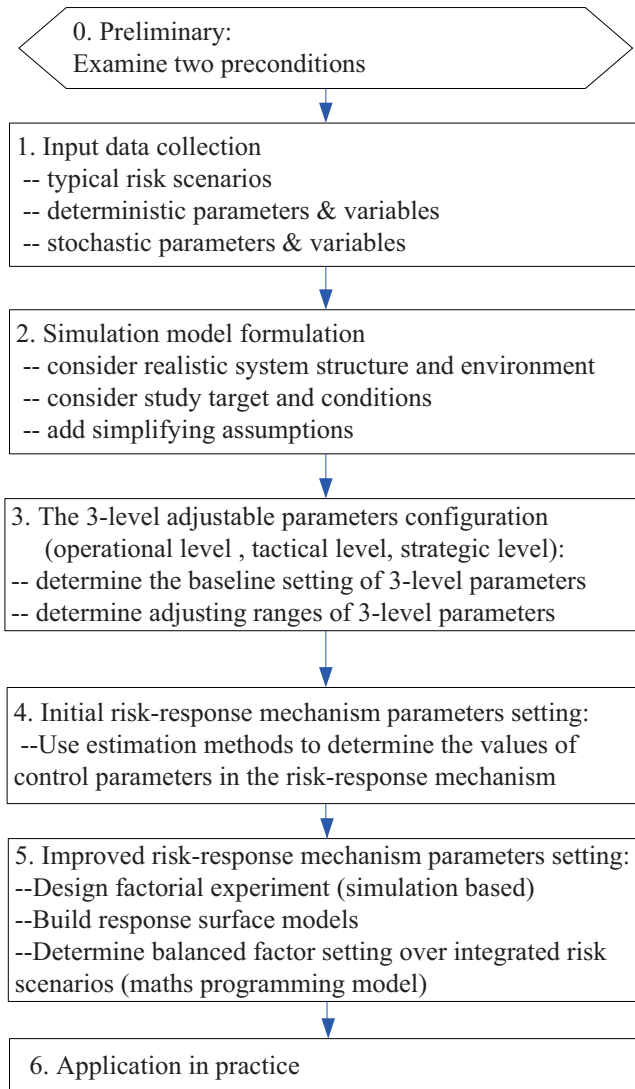 0. Preliminary:
Examine two preconditions
1. Input data collection
-- typical risk scenarios
-- deterministic parameters & variables
-- stochastic parameters & variables
2. Simulation model formulation
-- consider realistic system structure and environment
-- consider study target and conditions
-- add simplifying assumptions
3. The 3-level adjustable parameters configuration
(operational level , tactical level, strategic level):
-- determine the baseline setting of 3-level parameters
-- determine adjusting ranges of 3-level parameters
4. Initial risk-response mechanism parameters setting:
--Use estimation methods to determine the values of
control parameters in the risk-response mechanism
5. Improved risk-response mechanism parameters setting:
--Design factorial experiment (simulation based)
--Build response surface models
--Determine balanced factor setting over integrated risk
scenarios (maths programming model)
6. Application in practice